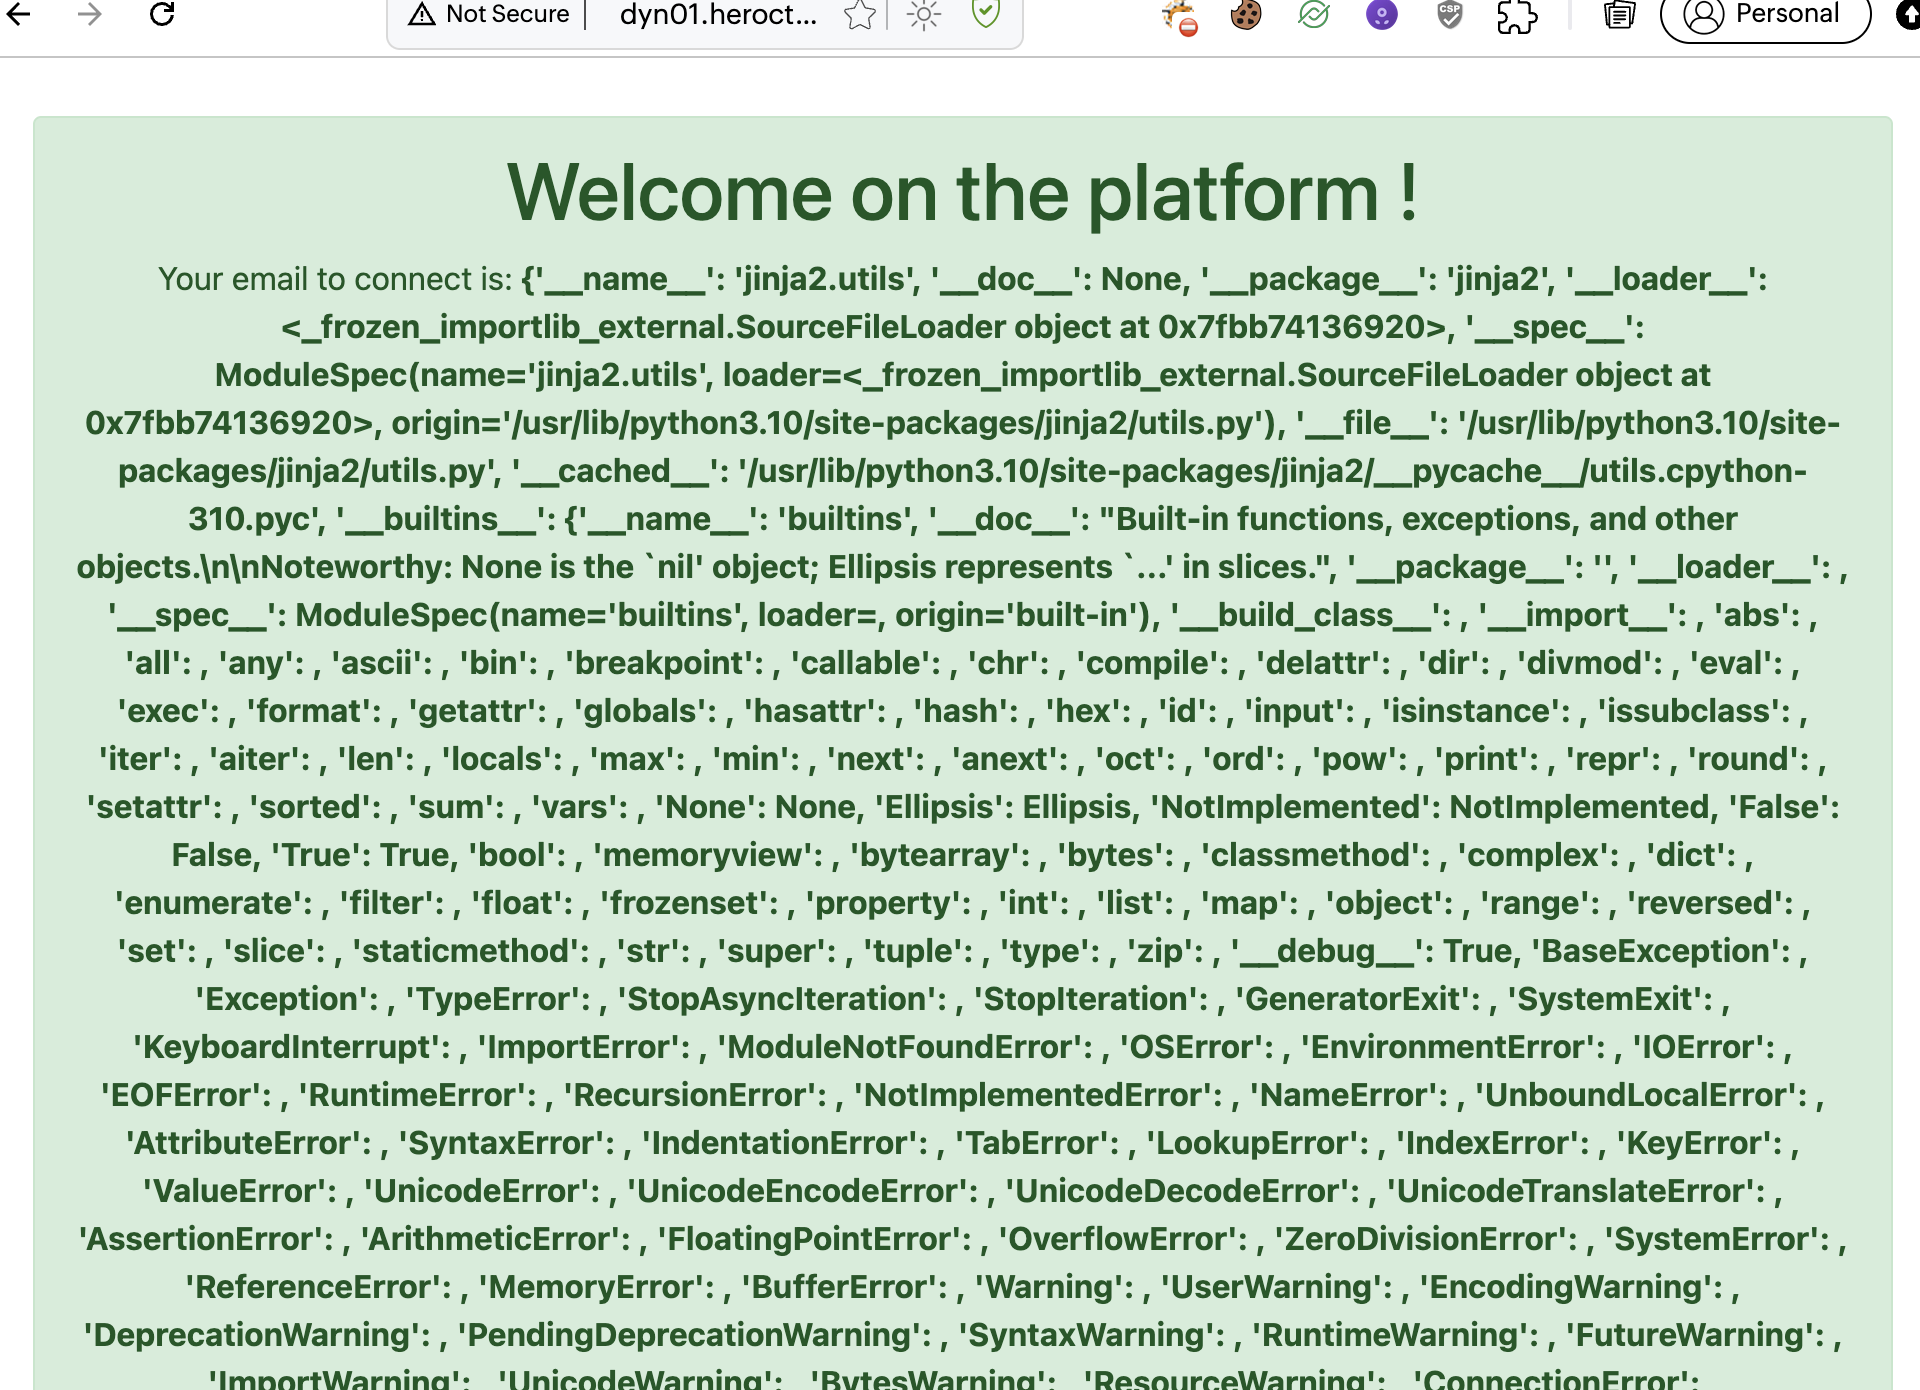 Not Secure
dyn01.heroct...
CSP
Personal
Welcome on the platform !
Your email to connect is: {'__name__': 'jinja2.utils', '__doc__': None, '__package__': 'jinja2', '__loader__':
<_frozen_importlib_external.SourceFileLoader object at 0x7fbb74136920>, '__spec__':
ModuleSpec(name='jinja2.utils', loader=<_frozen_importlib_external.SourceFileLoader object at
0x7fbb74136920>, origin='/usr/lib/python3.10/site-packages/jinja2/utils.py'), '__file__': '/usr/lib/python3.10/site-
packages/jinja2/utils.py', '__cached__': '/usr/lib/python3.10/site-packages/jinja2/__pycache__/utils.cpython-
310.pyc', '__builtins__': {'__name__': 'builtins', '__doc__': "Built-in functions, exceptions, and other
objects.\n\nNoteworthy: None is the `nil' object; Ellipsis represents `...' in slices.", '__package__': '', '__loader__': ,
'__spec__': ModuleSpec(name='builtins', loader=, origin='built-in'), '__build_class__': , '__import__': , 'abs': ,
'all': , 'any': , 'ascii': , 'bin': , 'breakpoint': , 'callable': , 'chr': , 'compile': , 'delattr': , 'dir': , 'divmod': , 'eval': ,
'exec': , 'format': , 'getattr': , 'globals': , 'hasattr': , 'hash': , 'hex': , 'id': , 'input': , 'isinstance': , 'issubclass': ,
'iter': , 'aiter': , 'len': , 'locals': , 'max': , 'min': , 'next': , 'anext': , 'oct': , 'ord': , 'pow': , 'print': , 'repr': , 'round': ,
'setattr': , 'sorted': , 'sum': , 'vars': , 'None': None, 'Ellipsis': Ellipsis, 'NotImplemented': NotImplemented, 'False':
False, 'True': True, 'bool': , 'memoryview': , 'bytearray': , 'bytes': , 'classmethod': , 'complex': , 'dict': ,
'enumerate': , 'filter': , 'float': , 'frozenset': , 'property': , 'int': , 'list': , 'map': , 'object': , 'range': , 'reversed': ,
'set': , 'slice': , 'staticmethod': , 'str': , 'super': , 'tuple': , 'type': , 'zip': , '__debug__': True, 'BaseException': ,
'Exception': , 'TypeError': , 'StopAsyncIteration': , 'StopIteration': , 'GeneratorExit': , 'SystemExit': ,
'KeyboardInterrupt': , 'ImportError': , 'ModuleNotFoundError': , 'OSError': , 'EnvironmentError': , 'IOError': ,
'EOFError': , 'RuntimeError': , 'RecursionError': , 'NotImplementedError': , 'NameError': , 'UnboundLocalError': ,
'AttributeError': , 'SyntaxError': , 'IndentationError': , 'TabError': , 'LookupError': , 'IndexError': , 'KeyError': ,
'ValueError': , 'UnicodeError': , 'UnicodeEncodeError': , 'UnicodeDecodeError': , 'UnicodeTranslateError': ,
'AssertionError': , 'ArithmeticError': , 'FloatingPointError': , 'OverflowError': , 'ZeroDivisionError': , 'SystemError': ,
'ReferenceError': , 'MemoryError': , 'BufferError': , 'Warning': , 'UserWarning': , 'EncodingWarning': ,
'DeprecationWarning': , 'PendingDeprecationWarning': , 'SyntaxWarning': , 'RuntimeWarning': , 'FutureWarning': ,
'ImportWarning': , 'UnicodeWarning': , 'BytesWarning': , 'ResourceWarning': , 'ConnectionError': ,